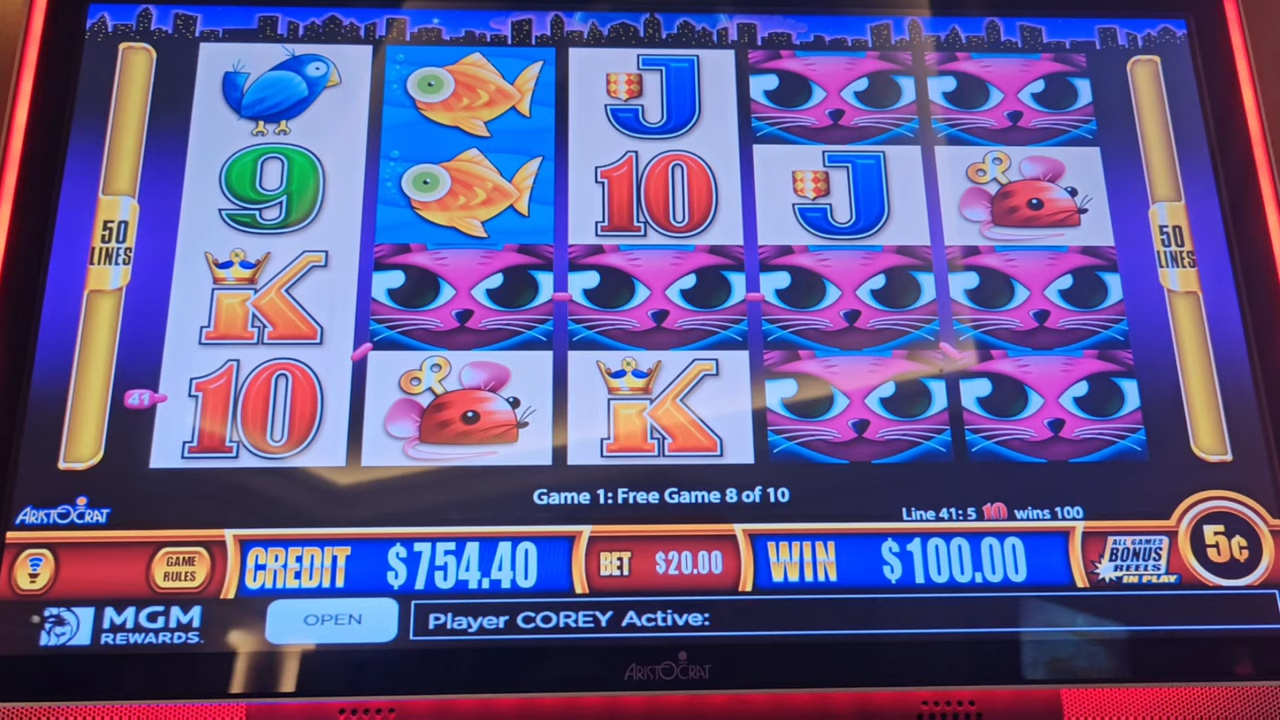 J
9
10
J
50
LINES
50
LINES
K
41
10
K
Game 1: Free Game 8 of 10
Line 41: 5 10 wins 100
ARISTOCRAT
GAME
RULES
CREDIT $754.40
BET $20.00
WIN $100.00
ALL GAMES
BONUS
REELS
IN PLAY
5¢
MGM
REWARDS.
OPEN
Player COREY Active:
ARISTOCRAT